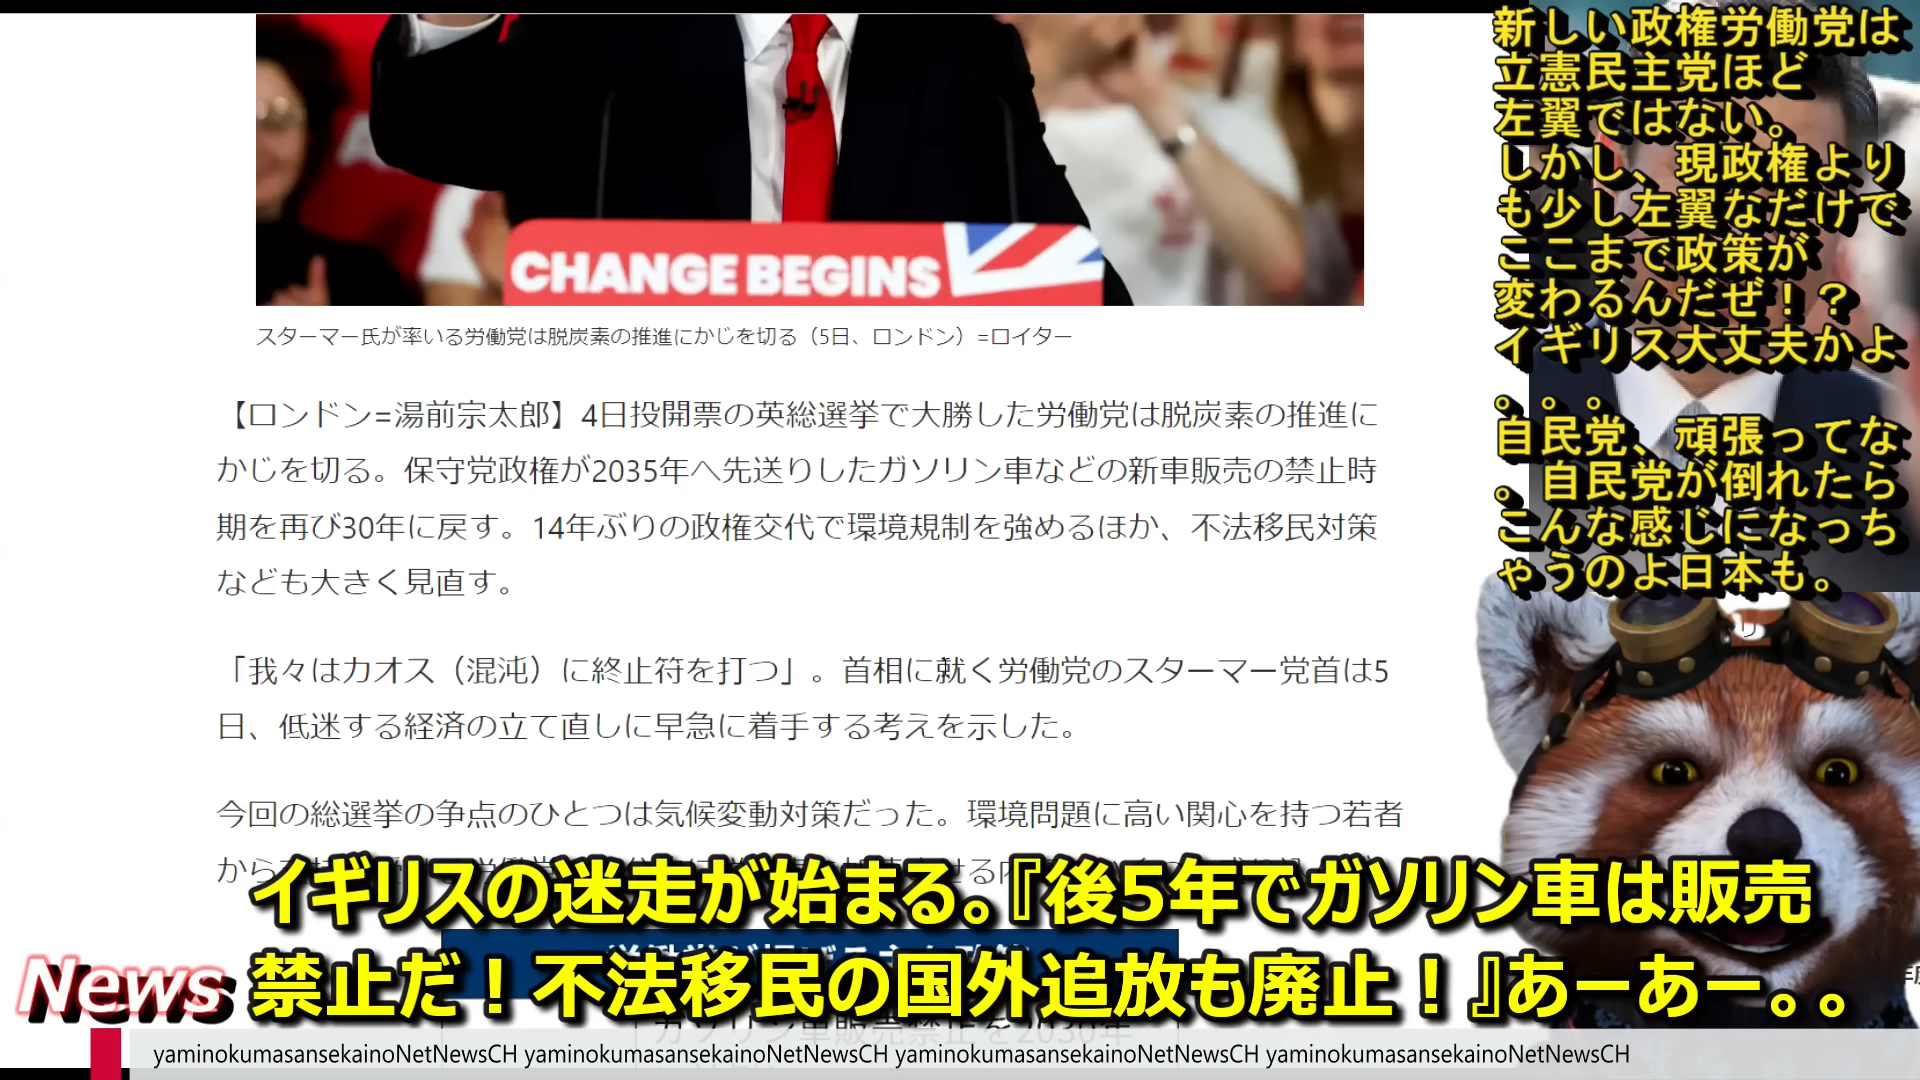 CHANGE BEGINS
スターマー氏が率いる労働党は脱炭素の推進にかじを切る（5日、ロンドン）=ロイター
【ロンドン=湯前宗太郎】4日投開票の英総選挙で大勝した労働党は脱炭素の推進に
かじを切る。保守党政権が2035年へ先送りしたガソリン車などの新車販売の禁止時
期を再び30年に戻す。14年ぶりの政権交代で環境規制を強めるほか、不法移民対策
なども大きく見直す。
「我々はカオス（混沌）に終止符を打つ」。首相に就く労働党のスターマー党首は5
日、低迷する経済の立て直しに早急に着手する考えを示した。
今回の総選挙の争点のひとつは気候変動対策だった。環境問題に高い関心を持つ若者
から
新しい政権労働党は
立憲民主党ほど
左翼ではない。
しかし、現政権より
も少し左翼なだけで
ここまで政策が
変わるんだぜ！？
イギリス大丈夫かよ
。。。
自民党、頑張ってな
。自民党が倒れたら
こんな感じになっち
ゃうのよ日本も。
リ
イギリスの迷走が始まる。『後5年でガソリン車は販売
禁止だ！不法移民の国外追放も廃止！』あーあー。。
ガソリン車販売禁止を2030年
News
yaminokumasansekainoNetNewsCH yaminokumasansekainoNetNewsCH yaminokumasansekainoNetNewsCH yaminokumasansekainoNetNewsCH